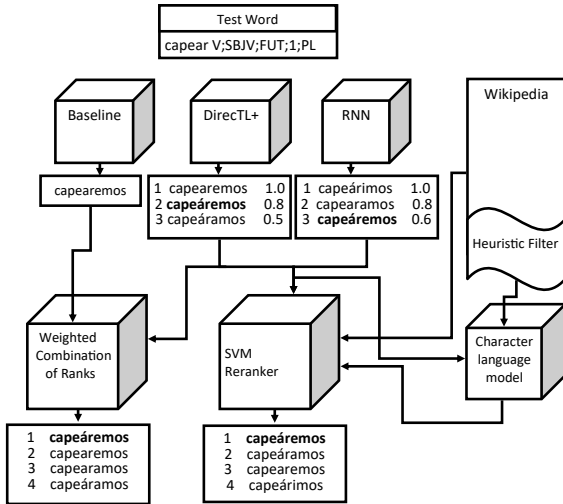 Test Word
capear V;SBJV;FUT;1;PL
Baseline
DirecTL+
RNN
Wikipedia
capearemos
1 capearemos 1.0
2 capeáremos 0.8
3 capeáramos 0.5
1 capeárimos 1.0
2 capearamos 0.8
3 capeáremos 0.6
Heuristic Filter
Weighted
Combination
of Ranks
SVM
Reranker
Character
language
model
1 capeáremos
2 capearemos
3 capearamos
4 capeáramos
1 capeáremos
2 capeáramos
3 capearemos
4 capeárimos